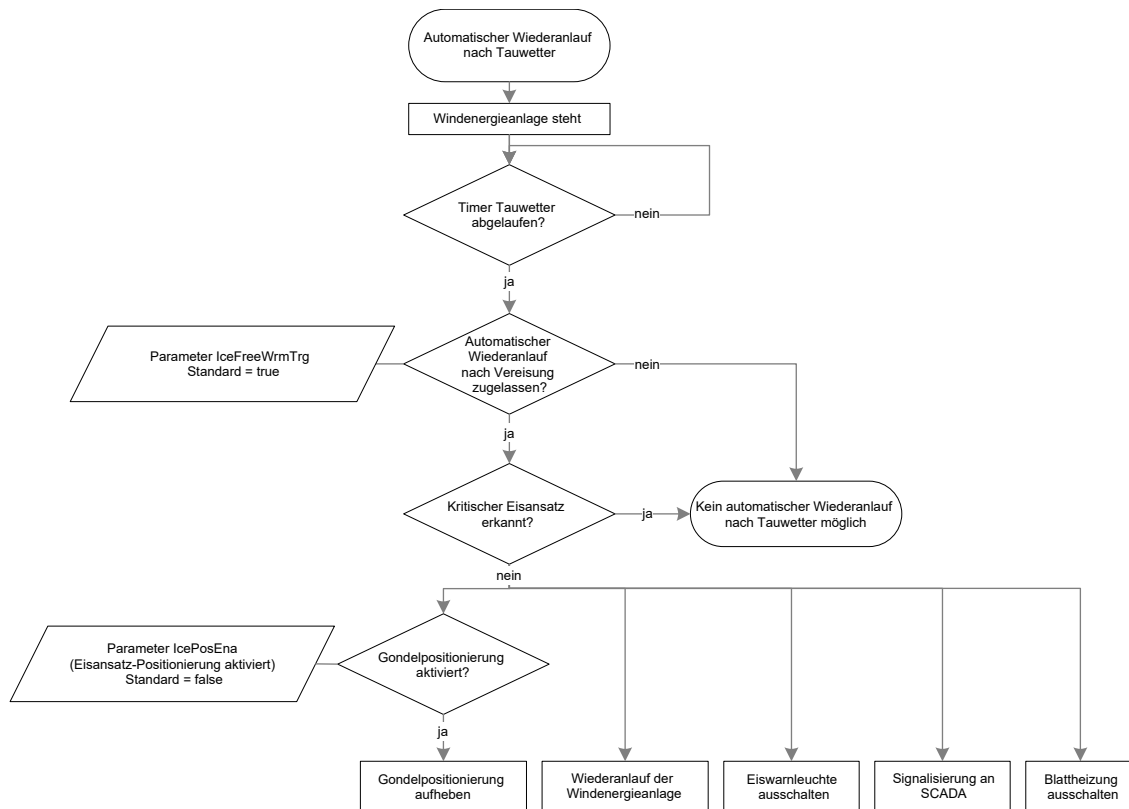 Automatischer Wiederanlauf
nach Tauwetter
Windenergieanlage steht
Timer Tauwetter
abgelaufen?
nein
ja
Parameter IceFreeWrmTrg
Standard = true
Automatischer
Wiederanlauf
nach Vereisung
zugelassen?
nein
ja
Kritischer Eisansatz
erkannt?
ja
Kein automatischer Wiederanlauf
nach Tauwetter möglich
nein
Parameter IcePosEna
(Eisansatz-Positionierung aktiviert)
Standard = false
Gondelpositionierung
aktiviert?
ja
Gondelpositionierung
aufheben
Wiederanlauf der
Windenergieanlage
Eiswarnleuchte
ausschalten
Signalisierung an
SCADA
Blattheizung
ausschalten